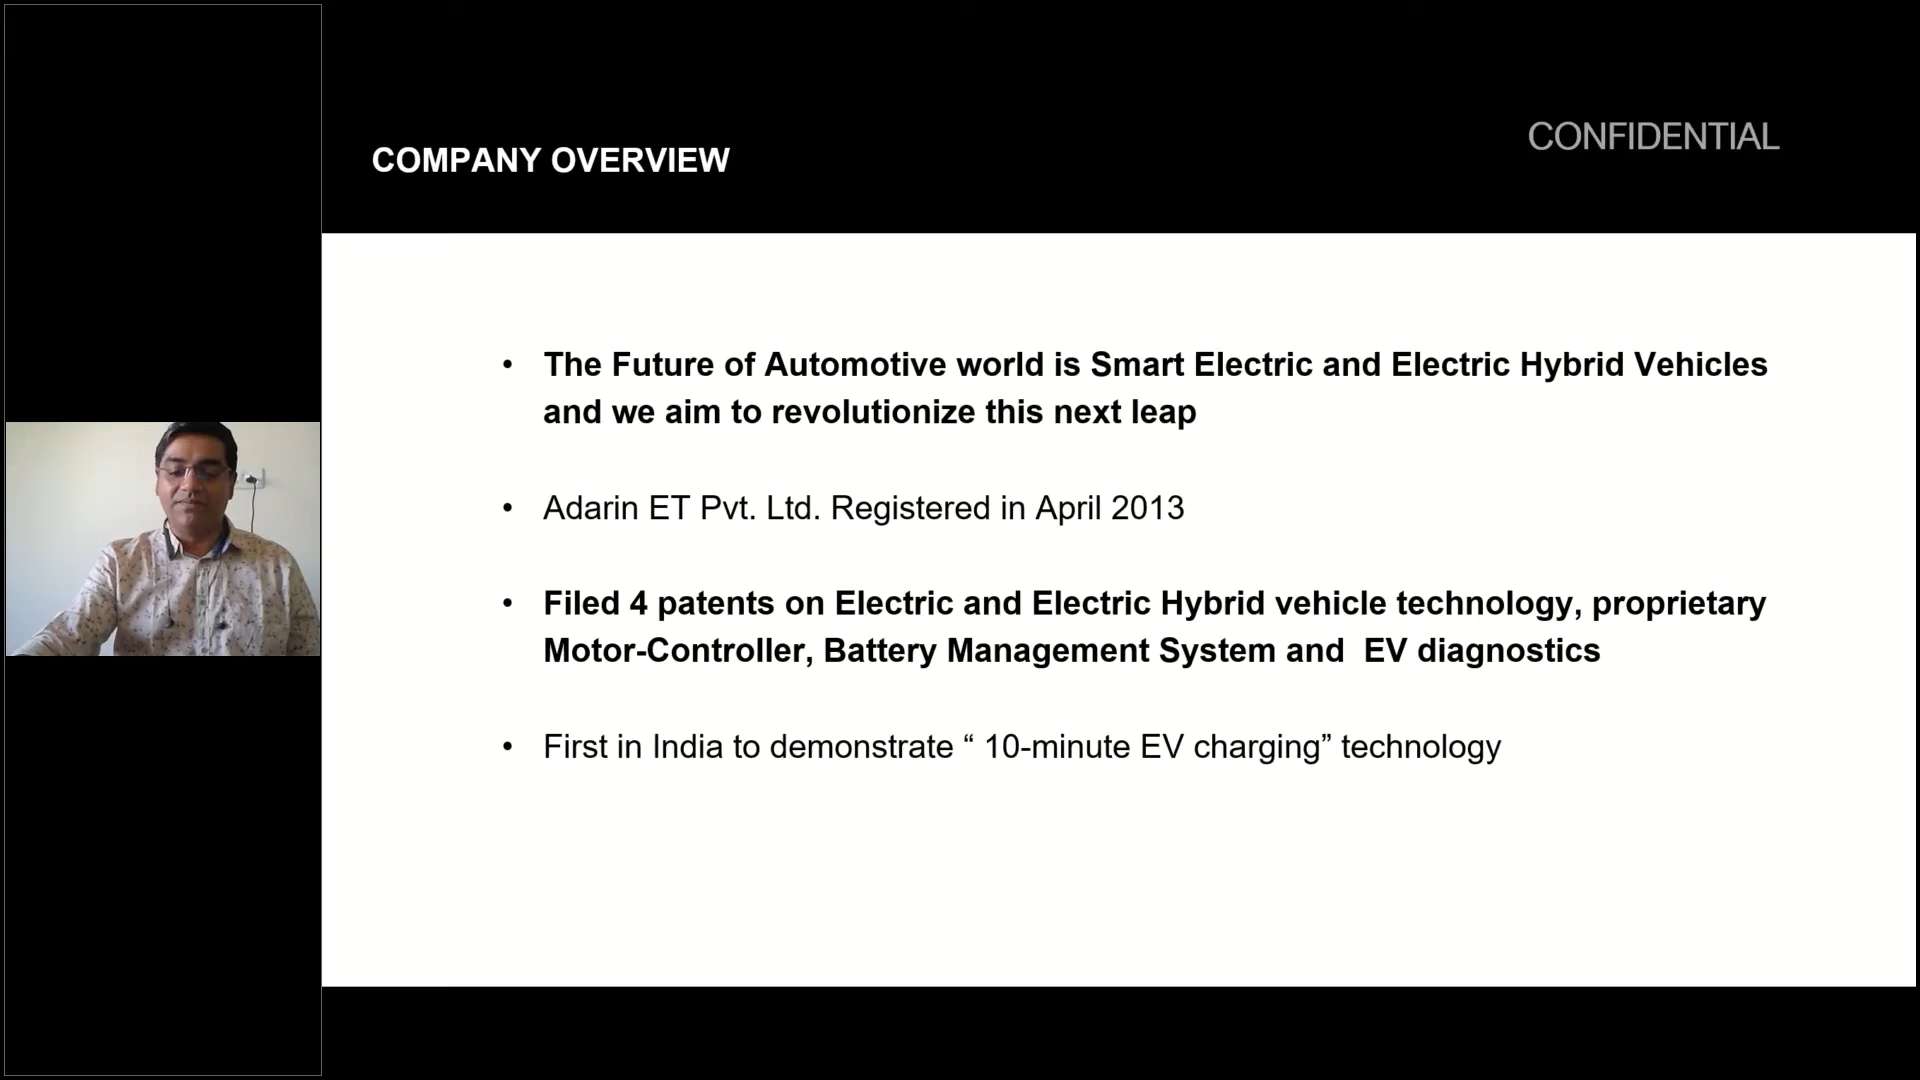 COMPANY OVERVIEW
CONFIDENTIAL
• The Future of Automotive world is Smart Electric and Electric Hybrid Vehicles
and we aim to revolutionize this next leap
• Adarin ET Pvt. Ltd. Registered in April 2013
• Filed 4 patents on Electric and Electric Hybrid vehicle technology, proprietary
Motor-Controller, Battery Management System and  EV diagnostics
• First in India to demonstrate “ 10-minute EV charging” technology